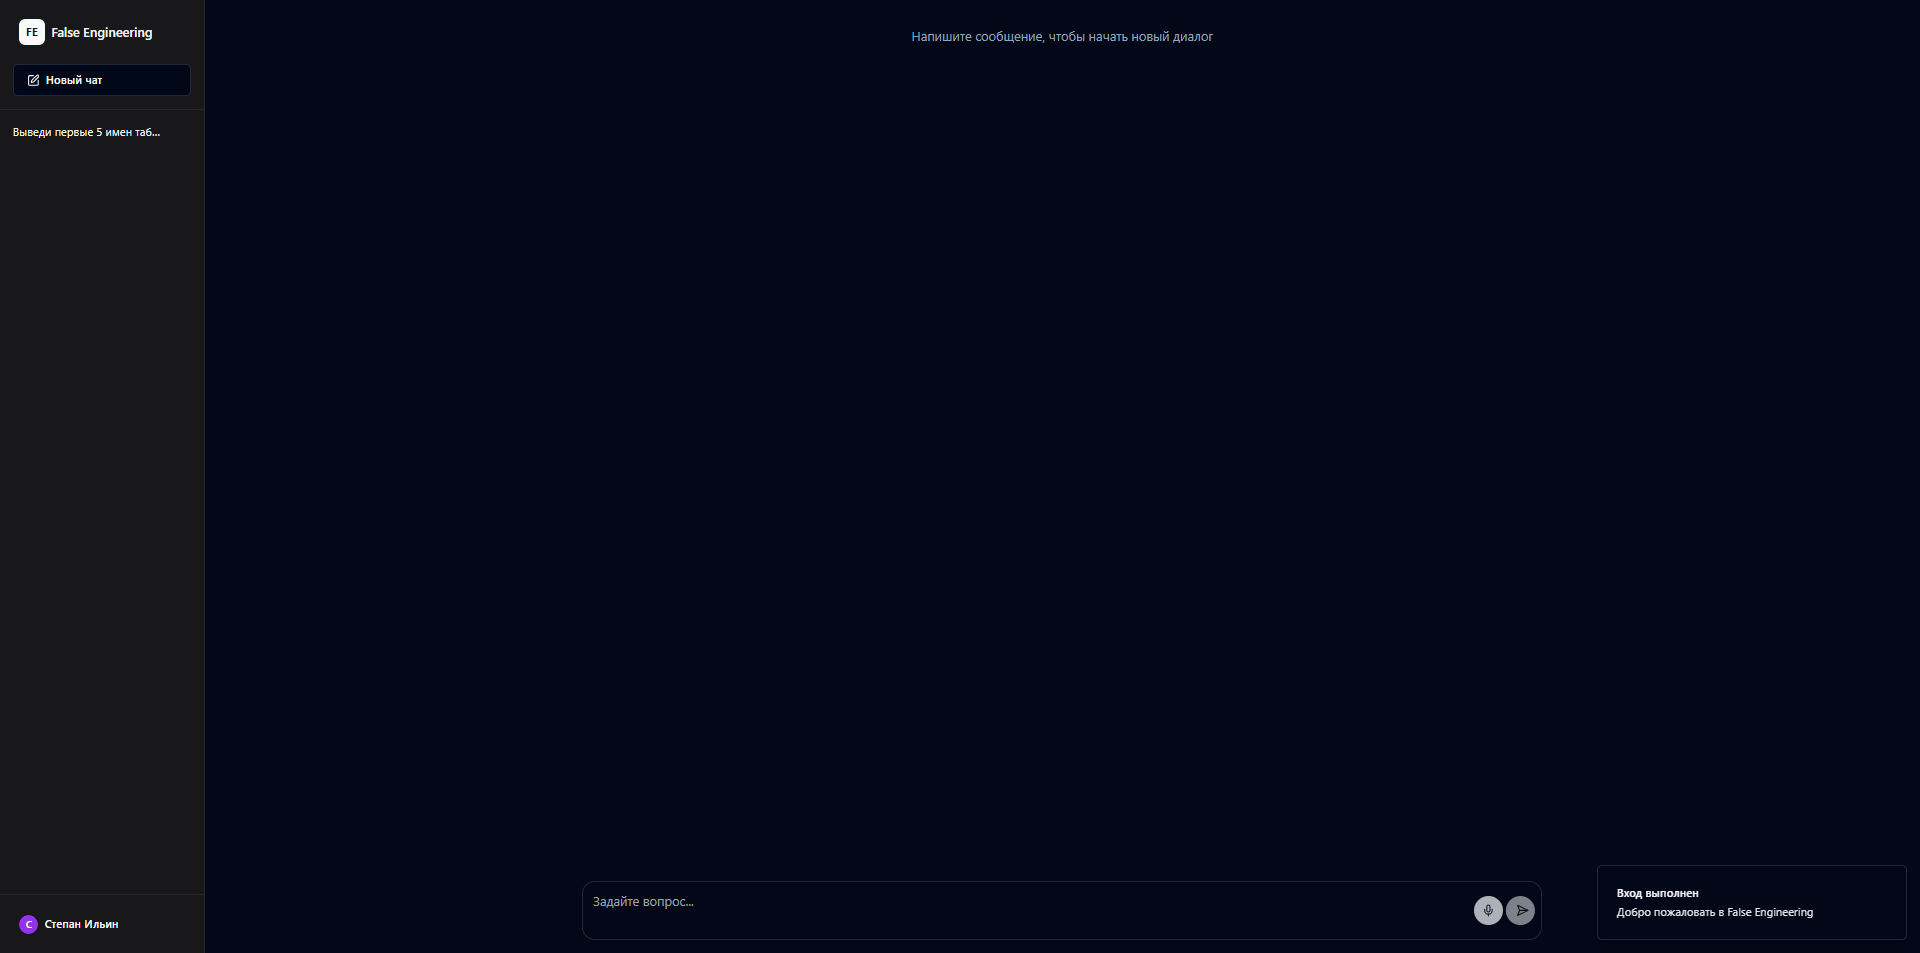 FE False Engineering
Новый чат
Выведи первые 5 имен таб...
С Степан Ильин
Напишите сообщение, чтобы начать новый диалог
Задайте вопрос...
Вход выполнен
Добро пожаловать в False Engineering